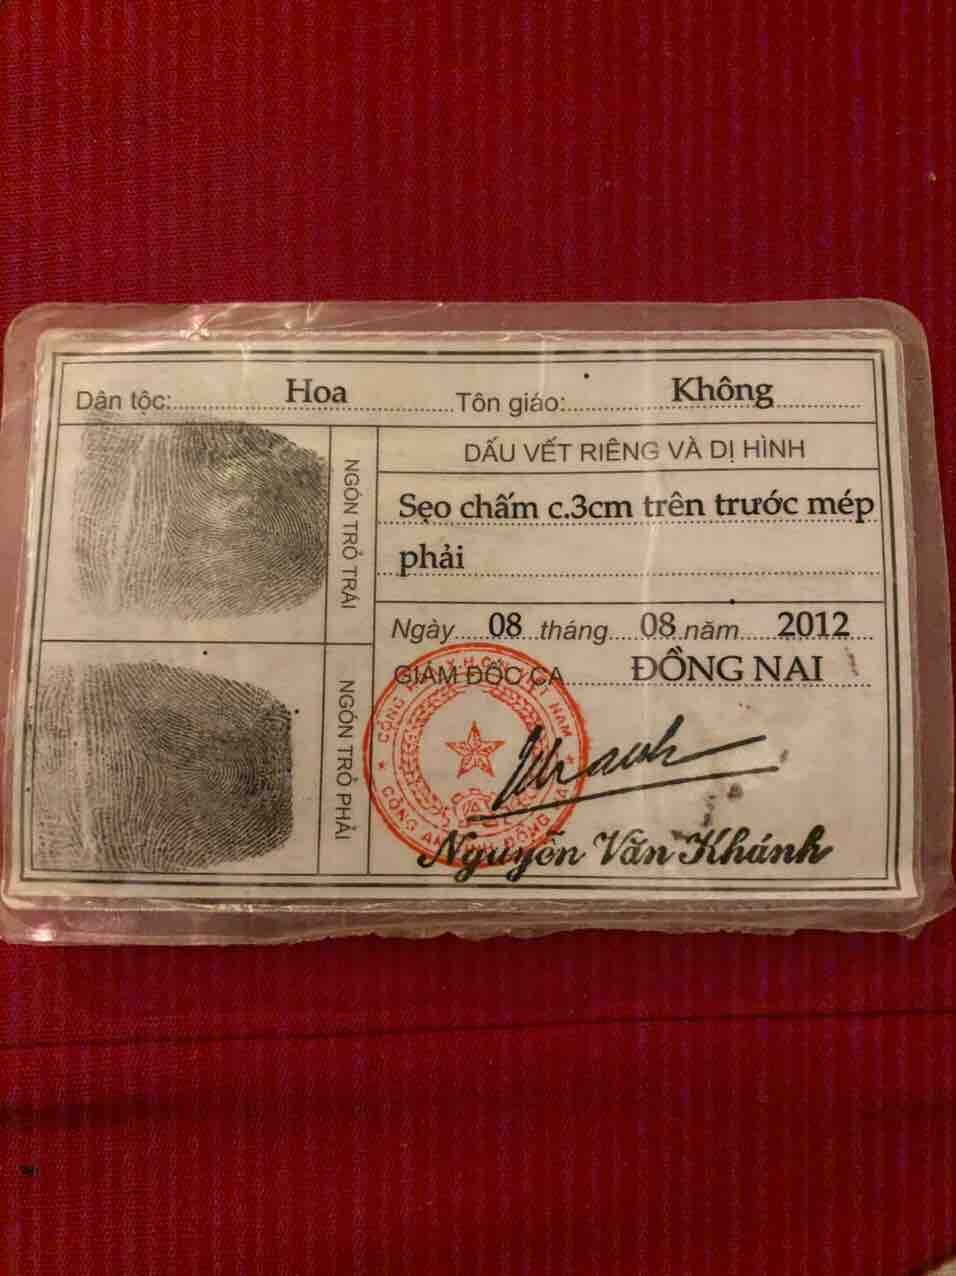 Dân tộc: Hoa Tôn giáo: Không
NGÓN TRỎ TRÁI
DẤU VẾT RIÊNG VÀ DỊ HÌNH
Sẹo chấm c.3cm trên trước mép
phải
NGÓN TRỎ PHẢI
Ngày 08 tháng 08 năm 2012
GIÁM ĐỐC CA ĐỒNG NAI
Nguyễn Văn Khánh